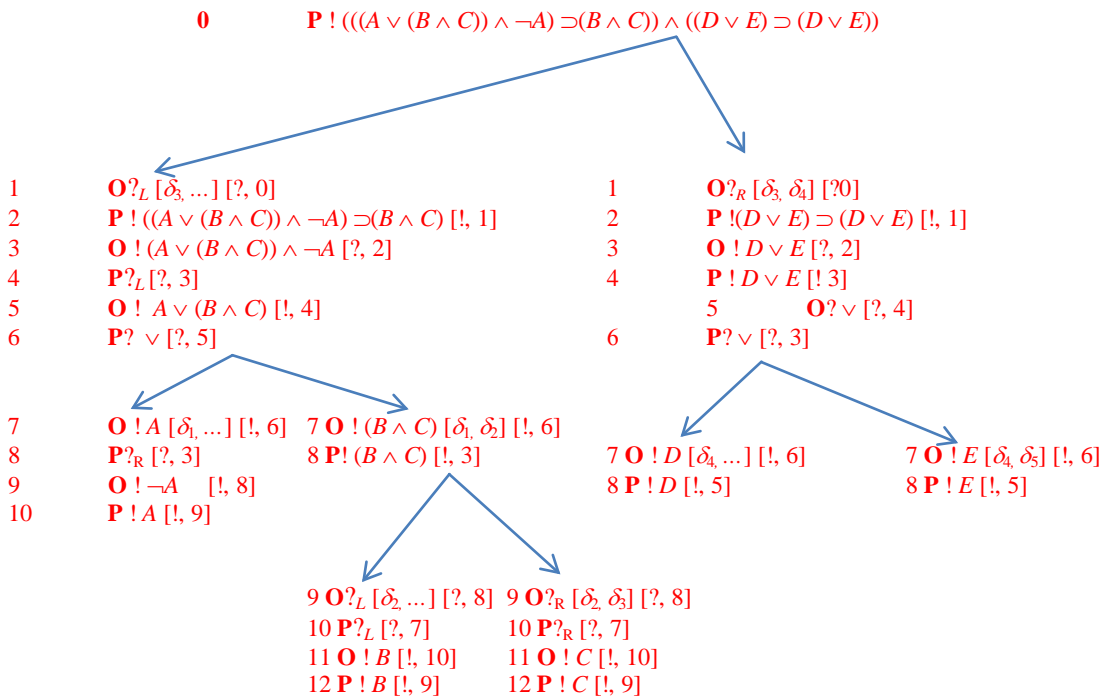 0 P ! (((A ∨ (B ∧ C)) ∧ ¬A) ⊃(B ∧ C)) ∧ ((D ∨ E) ⊃ (D ∨ E))
1 O?L [δ3, …] [?, 0]
2 P ! ((A ∨ (B ∧ C)) ∧ ¬A) ⊃(B ∧ C) [!, 1]
3 O ! (A ∨ (B ∧ C)) ∧ ¬A [?, 2]
4 P?L [?, 3]
5 O ! A ∨ (B ∧ C) [!, 4]
6 P? ∨ [?, 5]
1 O?R [δ3, δ4] [?0]
2 P !(D ∨ E) ⊃ (D ∨ E) [!, 1]
3 O ! D ∨ E [?, 2]
4 P ! D ∨ E [! 3]
5 O? ∨ [?, 4]
6 P? ∨ [?, 3]
7 O ! A [δ1, …] [!, 6]
8 P?R [?, 3]
9 O ! ¬A [!, 8]
10 P ! A [!, 9]
7 O ! (B ∧ C) [δ1, δ2] [!, 6]
8 P! (B ∧ C) [!, 3]
9 O?L [δ2, …] [?, 8]
10 P?L [?, 7]
11 O ! B [!, 10]
12 P ! B [!, 9]
9 O?R [δ2, δ3] [?, 8]
10 P?R [?, 7]
11 O ! C [!, 10]
12 P ! C [!, 9]
7 O ! D [δ4, …] [!, 6]
8 P ! D [!, 5]
7 O ! E [δ4, δ5] [!, 6]
8 P ! E [!, 5]